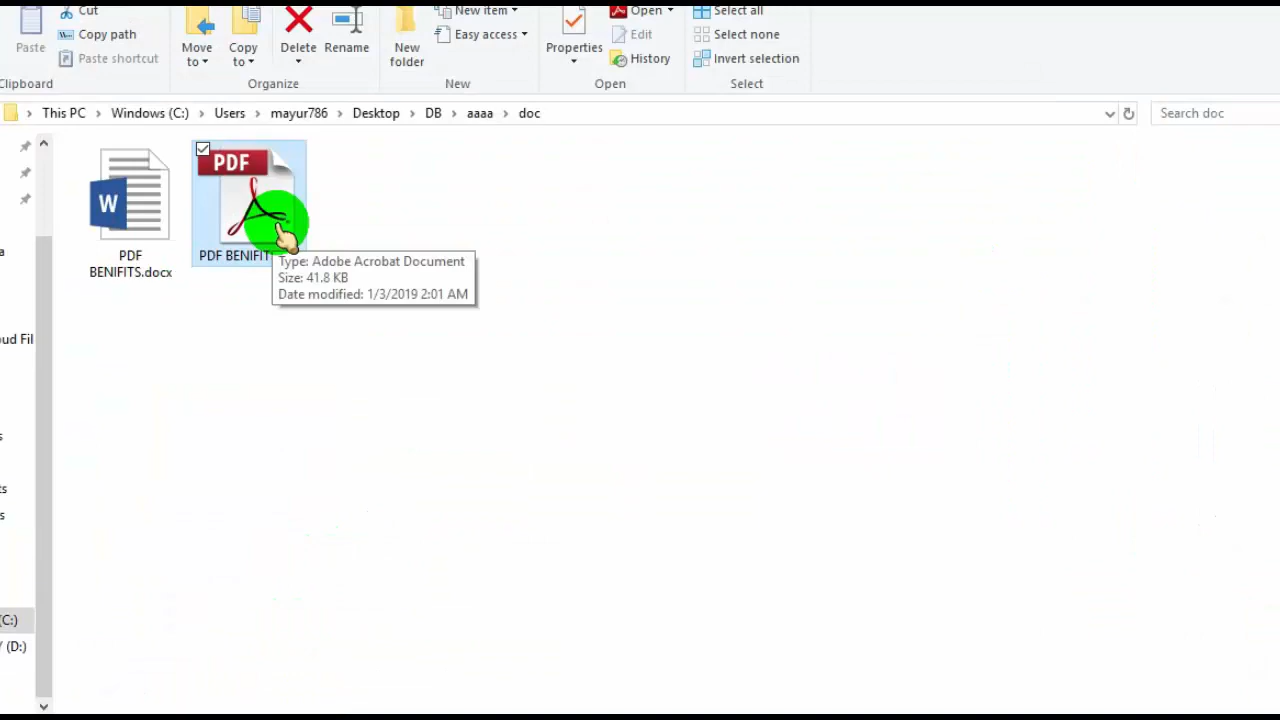 Cut
Copy path
Paste shortcut
Paste
Clipboard
Move to
Copy to
Delete
Rename
Organize
New folder
New item
Easy access
New
Properties
Open
Edit
History
Open
Select all
Select none
Invert selection
Select
This PC > Windows (C:) > Users > mayur786 > Desktop > DB > aaaa > doc
Search doc
W
PDF
BENIFITS.docx
PDF
PDF BENIFIT
Type: Adobe Acrobat Document
Size: 41.8 KB
Date modified: 1/3/2019 2:01 AM
a
oud Fil
s
ts
s
(C:)
(D:)